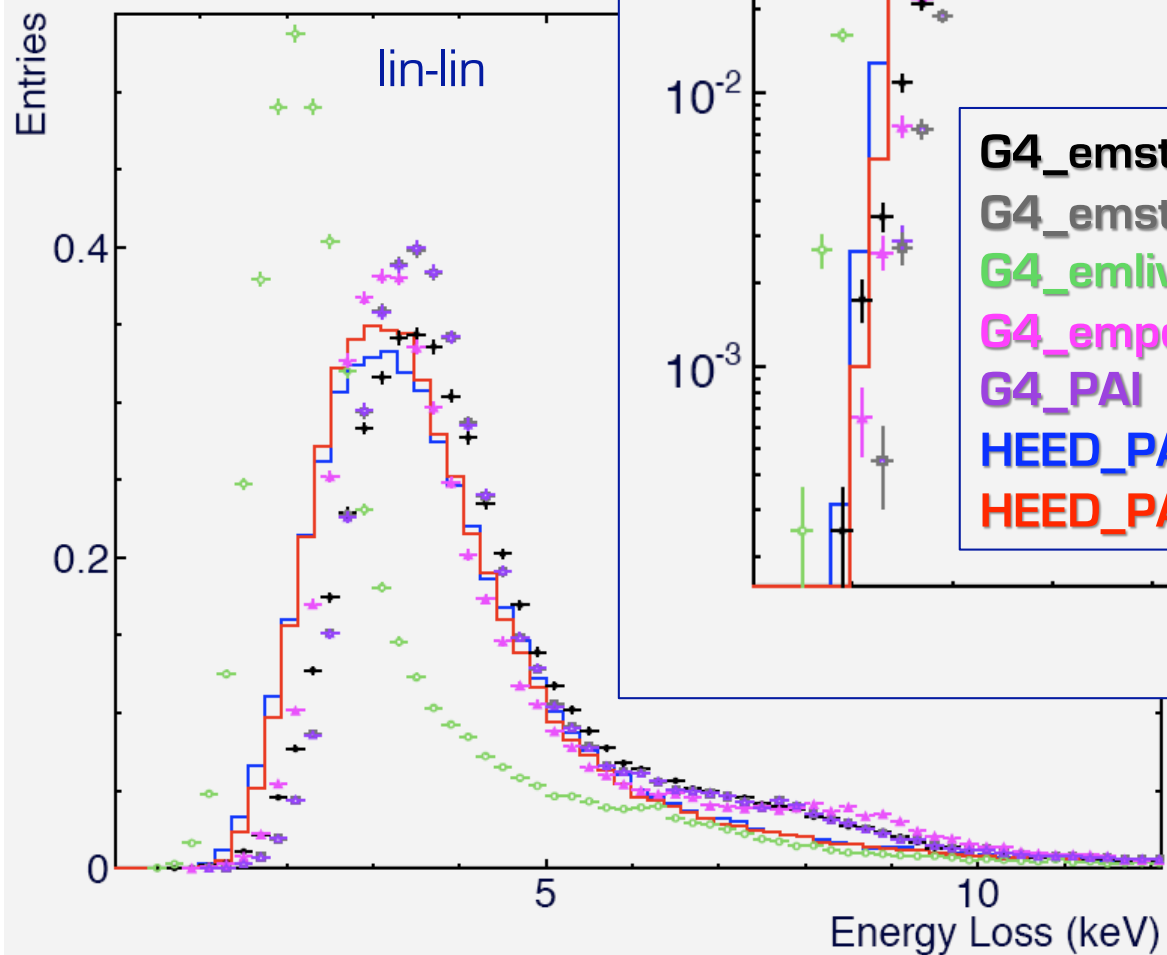 Entries
lin-lin
0.4
0.2
0
5
10
Energy Loss (keV)
10-2
10-3
G4_emst
G4_emst
G4_emliv
G4_empe
G4_PAI
HEED_PA
HEED_PA